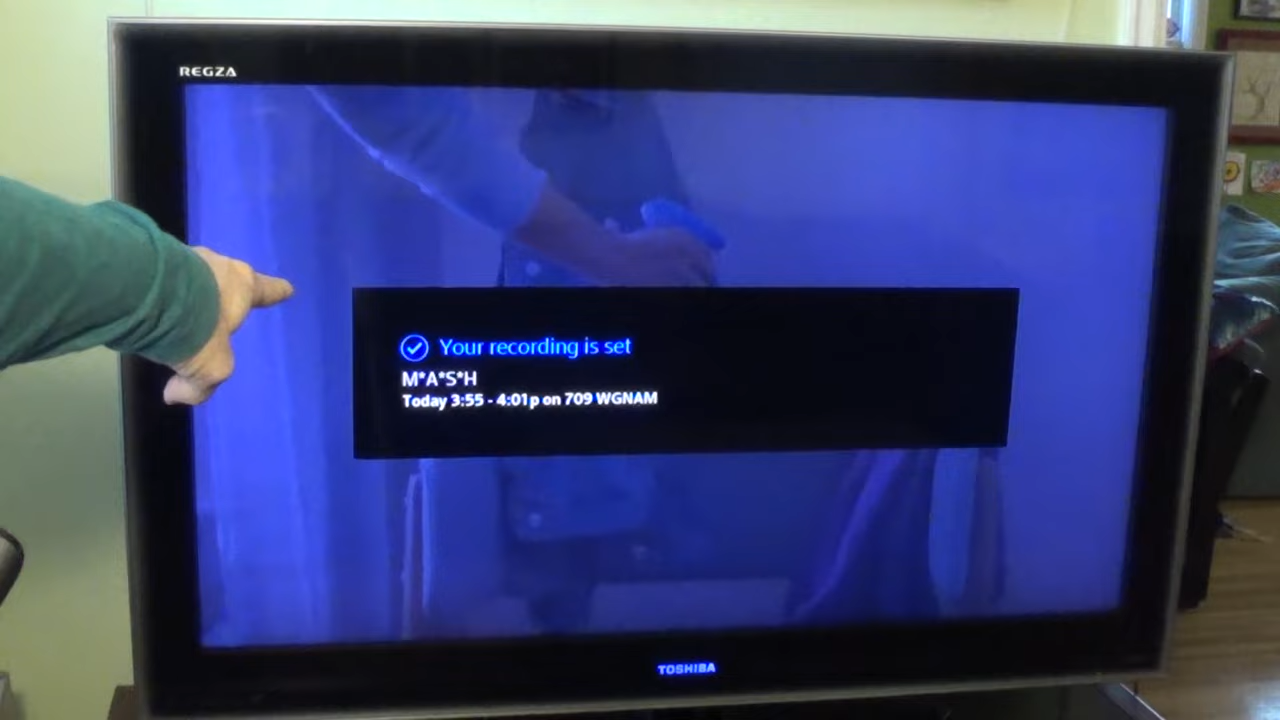 REGZA
Your recording is set
M*A*S*H
Today 3:55 - 4:01p on 709 WGNAM
TOSHIBA